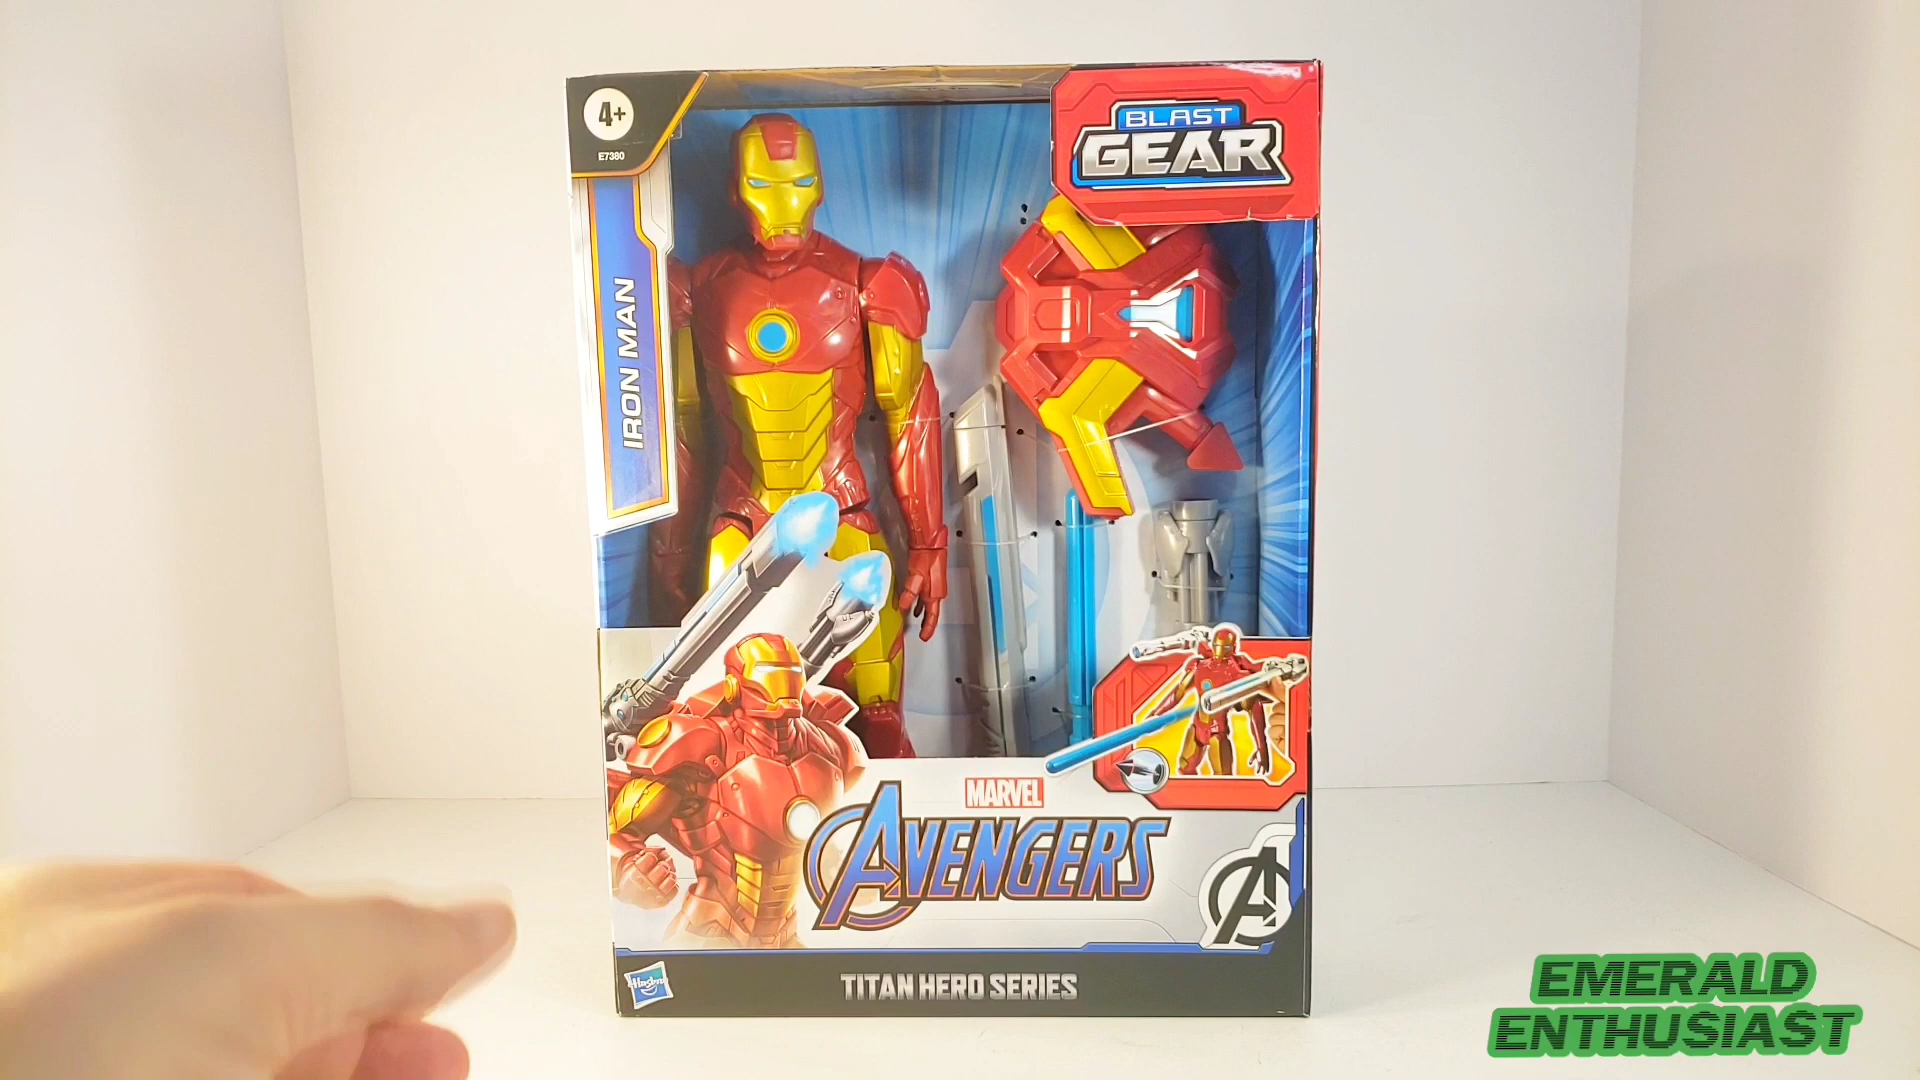 4+
E7380
BLAST
GEAR
IRON MAN
MARVEL
AVENGERS
Hasbro
TITAN HERO SERIES
EMERALD
ENTHUSIAST